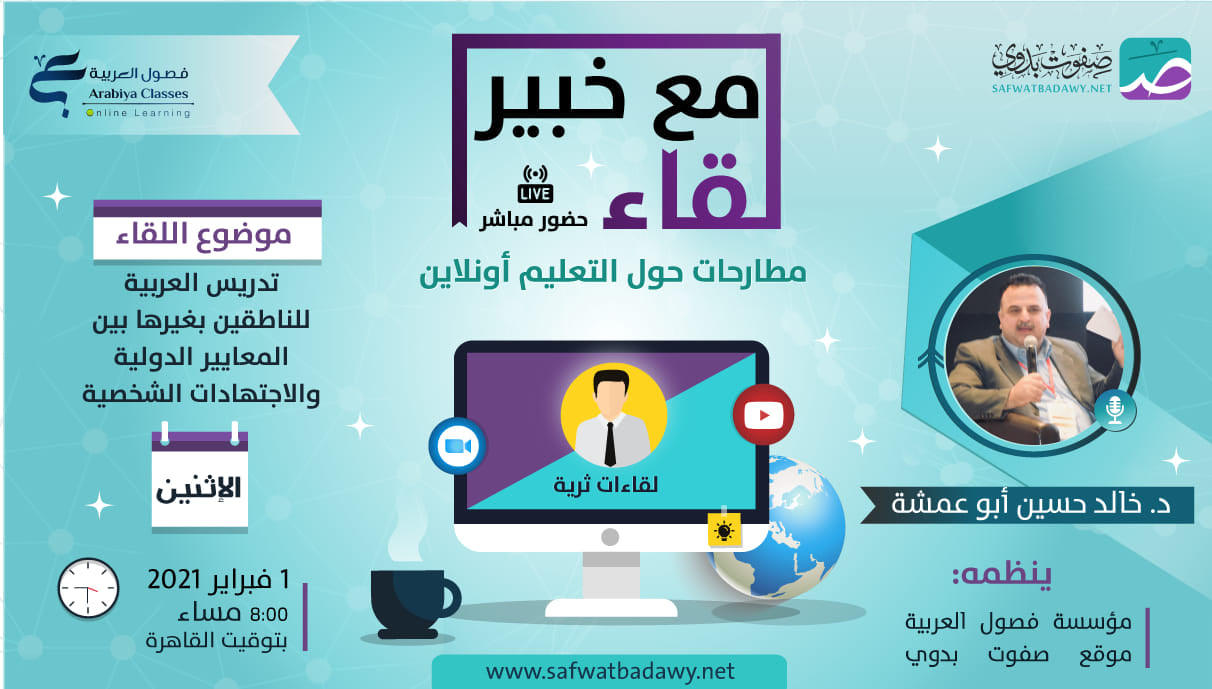 صفوت بدوي
SAFWATBADAWY.NET
فصول العربية
Arabiya Classes
Online Learning
مع خبير
لقاء
LIVE
حضور مباشر
مطارحات حول التعليم أونلاين
موضوع اللقاء
تدريس العربية
للناطقين بغيرها بين
المعايير الدولية
والاجتهادات الشخصية
الإثنين
1 فبراير 2021
8:00 مساء
بتوقيت القاهرة
لقاءات ثرية
د. خالد حسين أبو عمشة
ينظمه:
مؤسسة فصول العربية
موقع صفوت بدوي
www.safwatbadawy.net